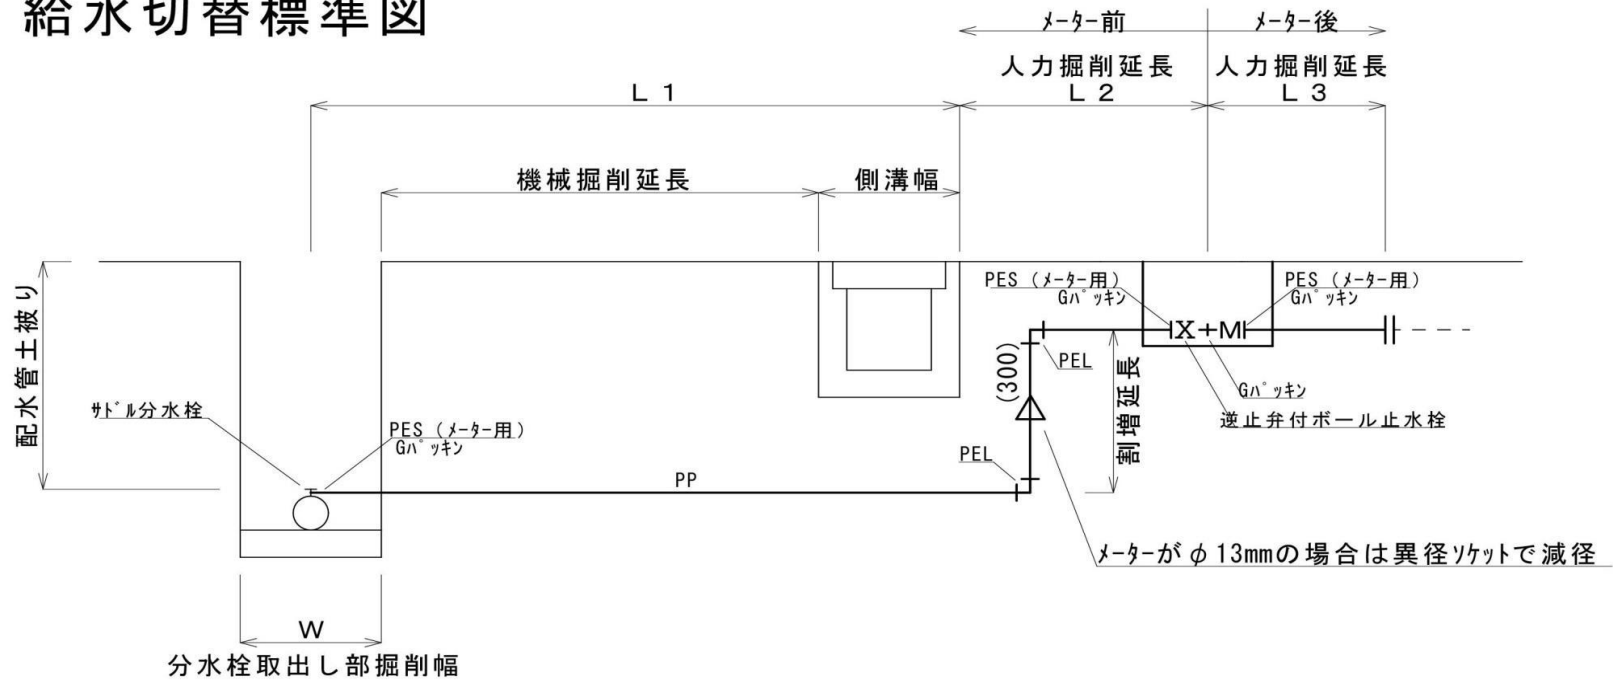 給水切替標準図
メーター前
メーター後
人力掘削延長
人力掘削延長
L1
L2
L3
機械掘削延長
側溝幅
配水管土被り
サドル分水栓
PES（メーター用）
Gパッキン
PP
PEL
(300)
PEL
割増延長
PES（メーター用）
Gパッキン
X+M
PES（メーター用）
Gパッキン
Gパッキン
逆止弁付ボール止水栓
メーターがφ13mmの場合は異径ソケットで減径
W
分水栓取出し部掘削幅